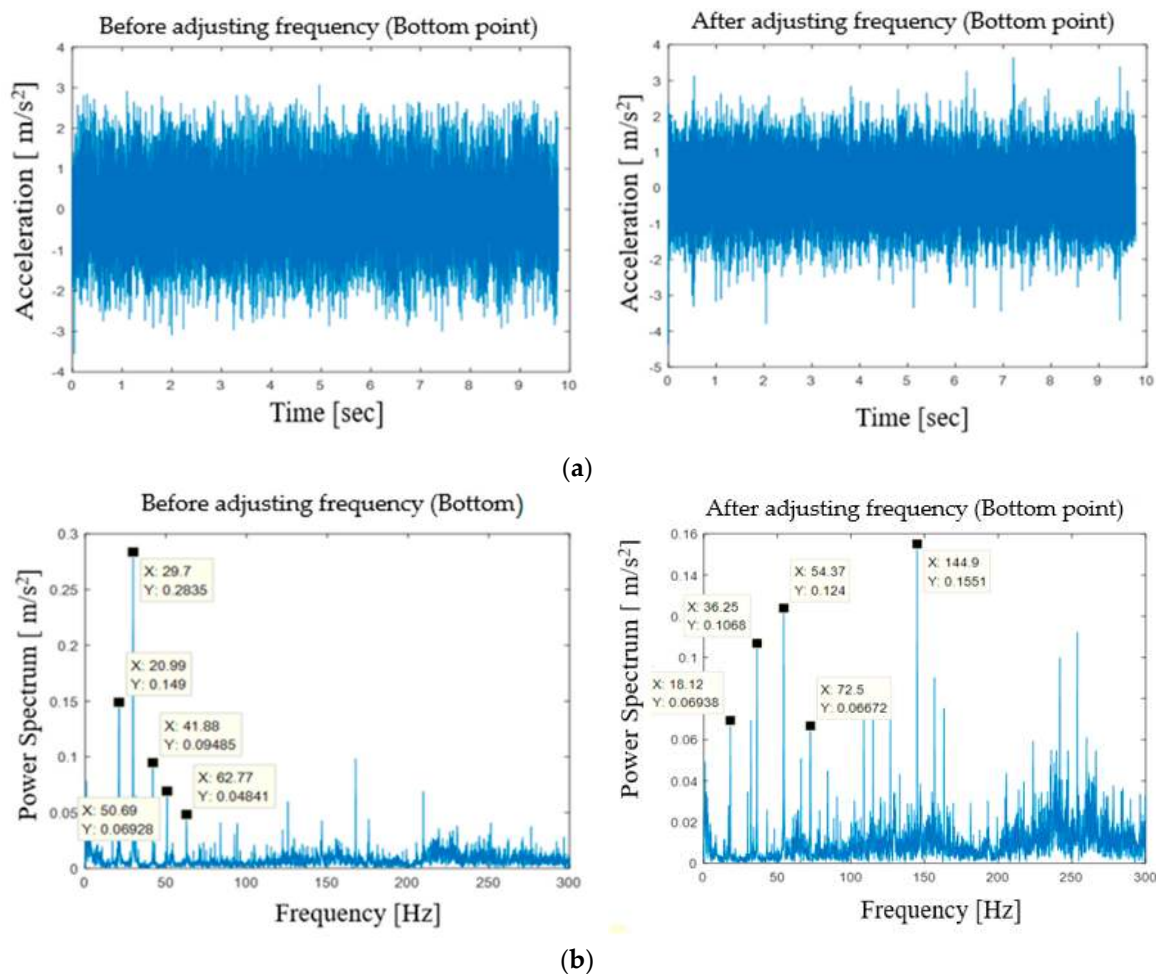 Before adjusting frequency (Bottom point)
After adjusting frequency (Bottom point)
Acceleration [ m/s²]
4
3
2
1
0
-1
-2
-3
-4
0 1 2 3 4 5 6 7 8 9 10
Time [sec]
Acceleration [ m/s²]
4
3
2
1
0
-1
-2
-3
-4
-5
0 1 2 3 4 5 6 7 8 9 10
Time [sec]
(a)
Before adjusting frequency (Bottom)
After adjusting frequency (Bottom point)
Power Spectrum [ m/s²]
0.3
0.25
0.2
0.15
0.1
0.05
0
X: 29.7
Y: 0.2835
X: 20.99
Y: 0.149
X: 41.88
Y: 0.09485
X: 62.77
Y: 0.04841
X: 50.69
Y: 0.06928
0 50 100 150 200 250 300
Frequency [Hz]
Power Spectrum [ m/s²]
0.16
0.14
0.1
0.06
0.04
0.02
0
X: 144.9
Y: 0.1551
X: 54.37
Y: 0.124
X: 36.25
Y: 0.1068
X: 18.12
Y: 0.06938
X: 72.5
Y: 0.06672
0 50 100 150 200 250 300
Frequency [Hz]
(b)